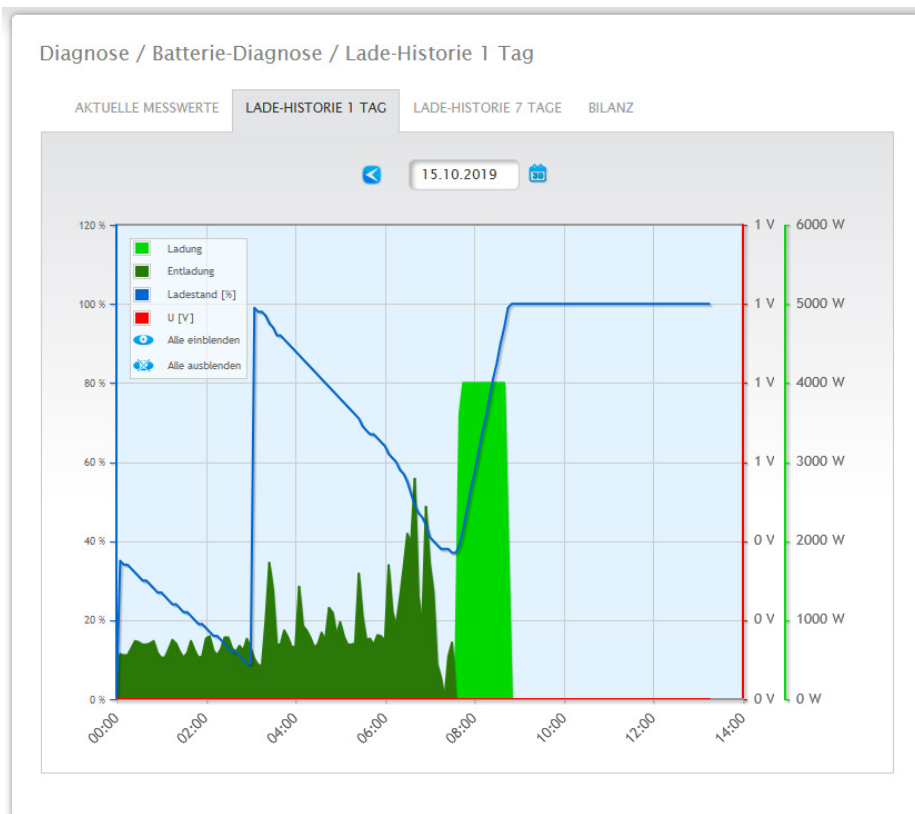 Diagnose / Batterie-Diagnose / Lade-Historie 1 Tag
AKTUELLE MESSWERTE LADE-HISTORIE 1 TAG LADE-HISTORIE 7 TAGE BILANZ
15.10.2019 30
120 % 1 V 6000 W
Ladung
Entladung
Ladestand [%]
100 % 1 V 5000 W
U [V]
Alle einblenden
Alle ausblenden
80 % 1 V 4000 W
60 % 1 V 3000 W
40 % 0 V 2000 W
20 % 0 V 1000 W
0 % 0 V 0 W
00:00 02:00 04:00 06:00 08:00 10:00 12:00 14:00